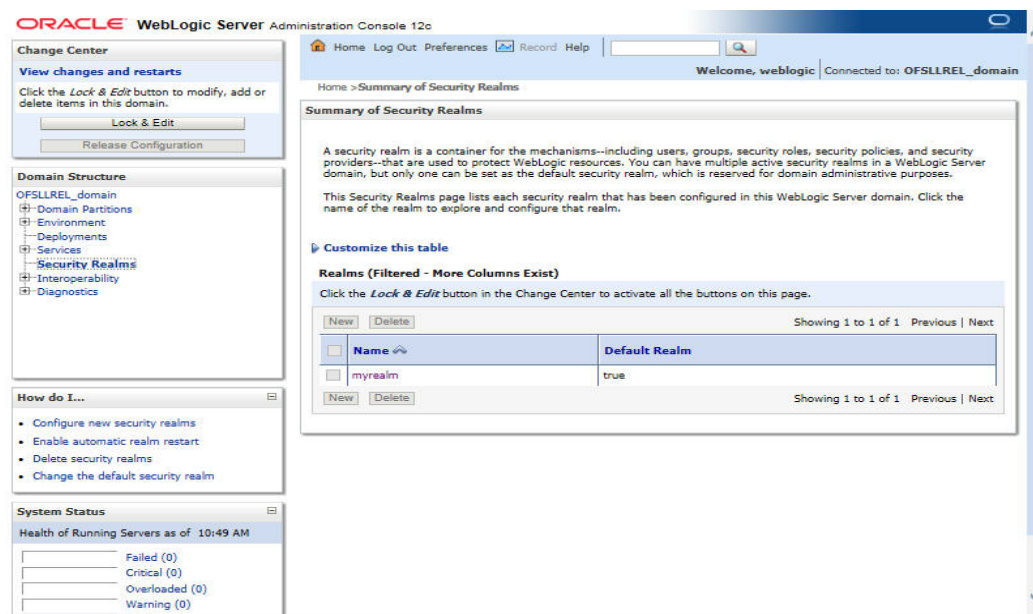 ORACLE WebLogic Server Administration Console 12c
Change Center
View changes and restarts
Click the Lock & Edit button to modify, add or
delete items in this domain.
Lock & Edit
Release Configuration
Domain Structure
OFSLLREL_domain
Domain Partitions
Environment
Deployments
Services
Security Realms
Interoperability
Diagnostics
How do I...
Configure new security realms
Enable automatic realm restart
Delete security realms
Change the default security realm
System Status
Health of Running Servers as of 10:49 AM
Failed (0)
Critical (0)
Overloaded (0)
Warning (0)
Home Log Out Preferences Record Help
Welcome, weblogic Connected to: OFSLLREL_domain
Home >Summary of Security Realms
Summary of Security Realms
A security realm is a container for the mechanisms--including users, groups, security roles, security policies, and security
providers--that are used to protect WebLogic resources. You can have multiple active security realms in a WebLogic Server
domain, but only one can be set as the default security realm, which is reserved for domain administrative purposes.
This Security Realms page lists each security realm that has been configured in this WebLogic Server domain. Click the
name of the realm to explore and configure that realm.
Customize this table
Realms (Filtered - More Columns Exist)
Click the Lock & Edit button in the Change Center to activate all the buttons on this page.
New Delete Showing 1 to 1 of 1 Previous | Next
Name Default Realm
myrealm true
New Delete Showing 1 to 1 of 1 Previous | Next